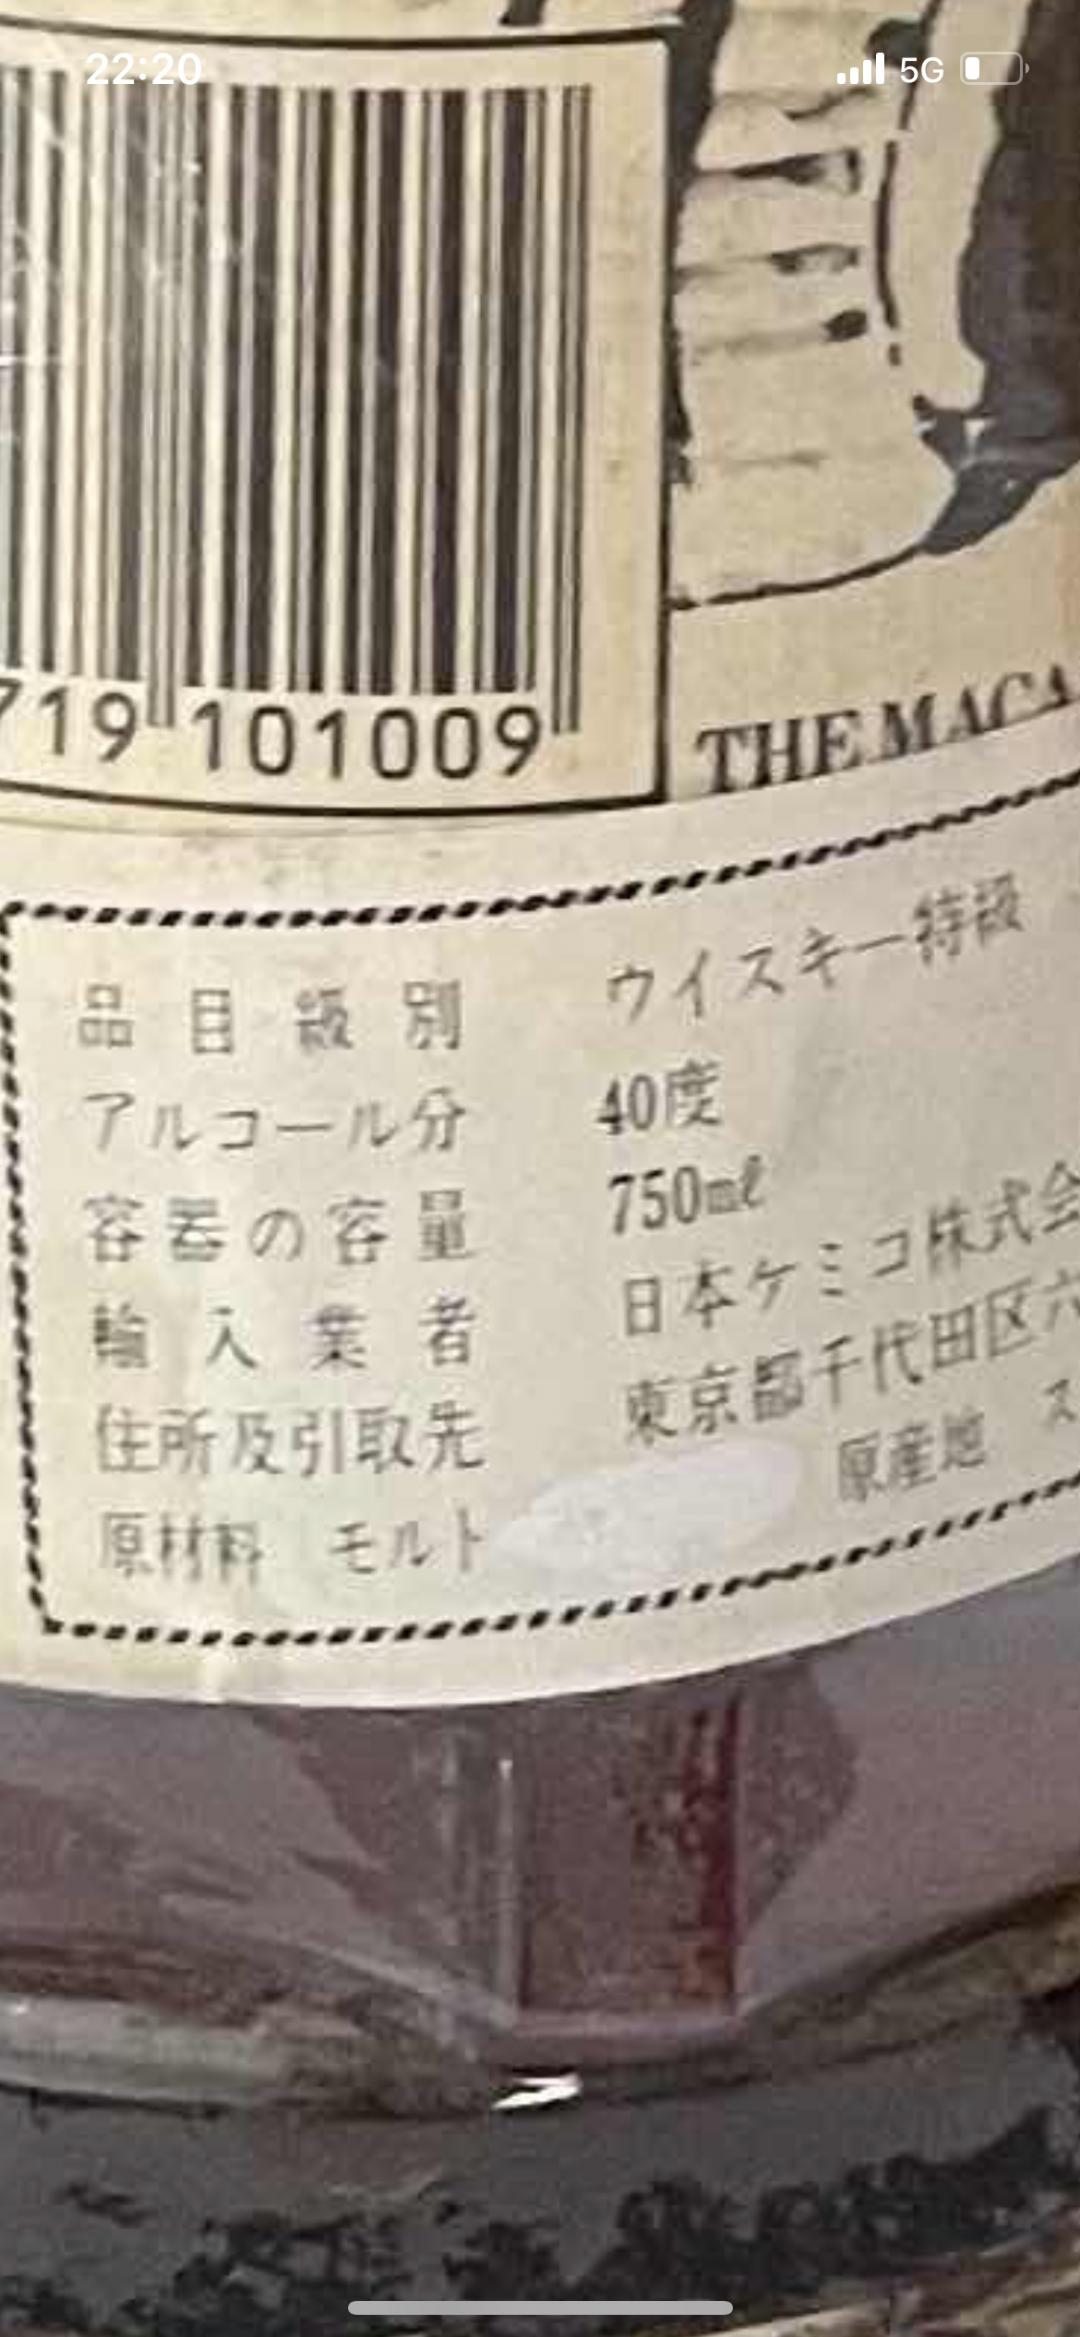 22:20 5G
719 101009
THE MACA
品目級別 ウイスキー特級
アルコール分 40度
容器の容量 750mℓ
輸入業者 日本ケミコ株式会
住所及引取先 東京都千代田区六
原材料 モルト 原産地 ス